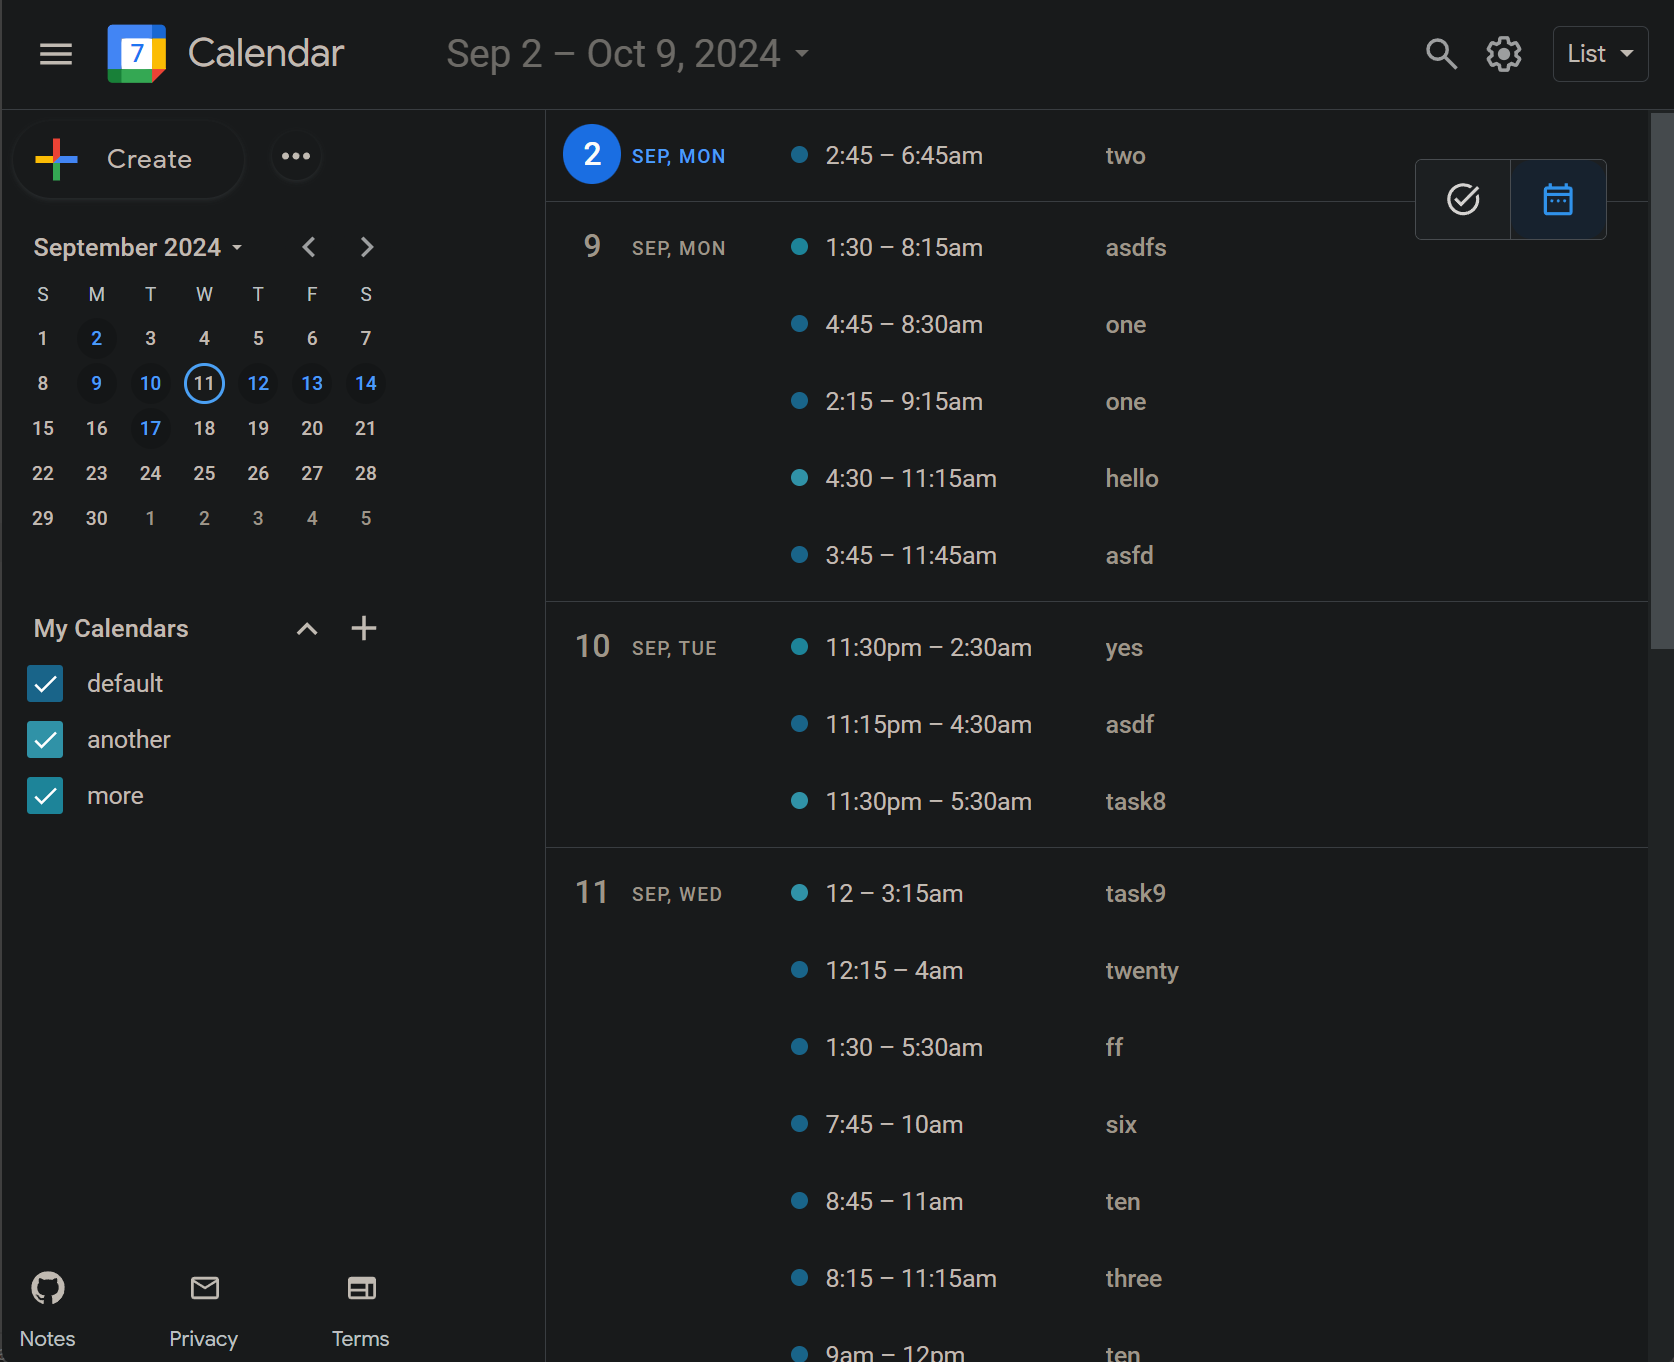 7 Calendar
Sep 2 – Oct 9, 2024
List
Create
September 2024
S M T W T F S
1 2 3 4 5 6 7
8 9 10 11 12 13 14
15 16 17 18 19 20 21
22 23 24 25 26 27 28
29 30 1 2 3 4 5
My Calendars
default
another
more
Notes Privacy Terms
2 SEP, MON 2:45 – 6:45am two
9 SEP, MON 1:30 – 8:15am asdfs
4:45 – 8:30am one
2:15 – 9:15am one
4:30 – 11:15am hello
3:45 – 11:45am asfd
10 SEP, TUE 11:30pm – 2:30am yes
11:15pm – 4:30am asdf
11:30pm – 5:30am task8
11 SEP, WED 12 – 3:15am task9
12:15 – 4am twenty
1:30 – 5:30am ff
7:45 – 10am six
8:45 – 11am ten
8:15 – 11:15am three
9am – 12pm ten